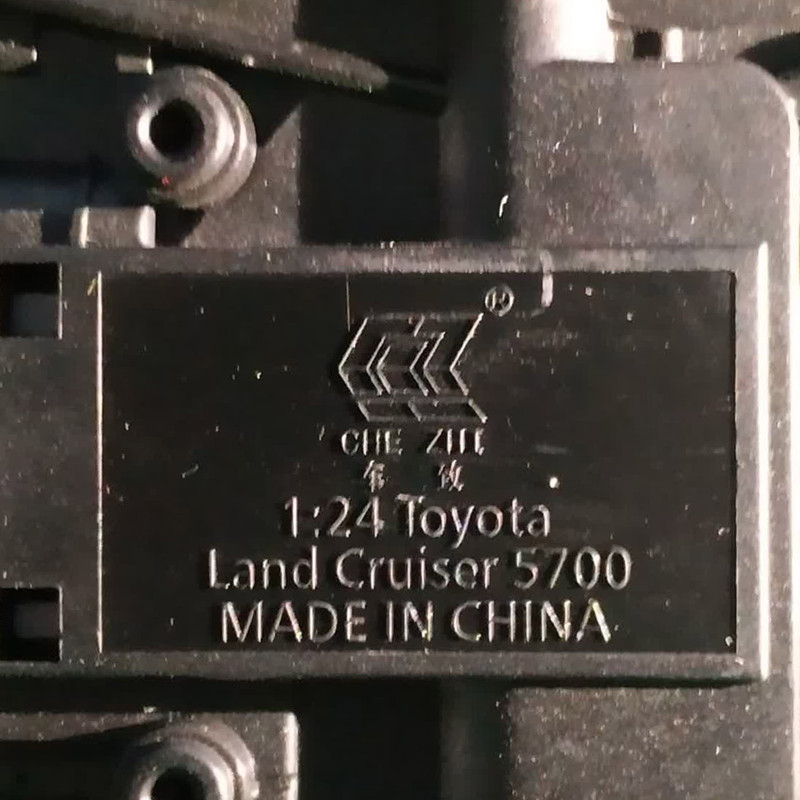 ®
CHE ZHI
车致
1:24 Toyota
Land Cruiser 5700
MADE IN CHINA